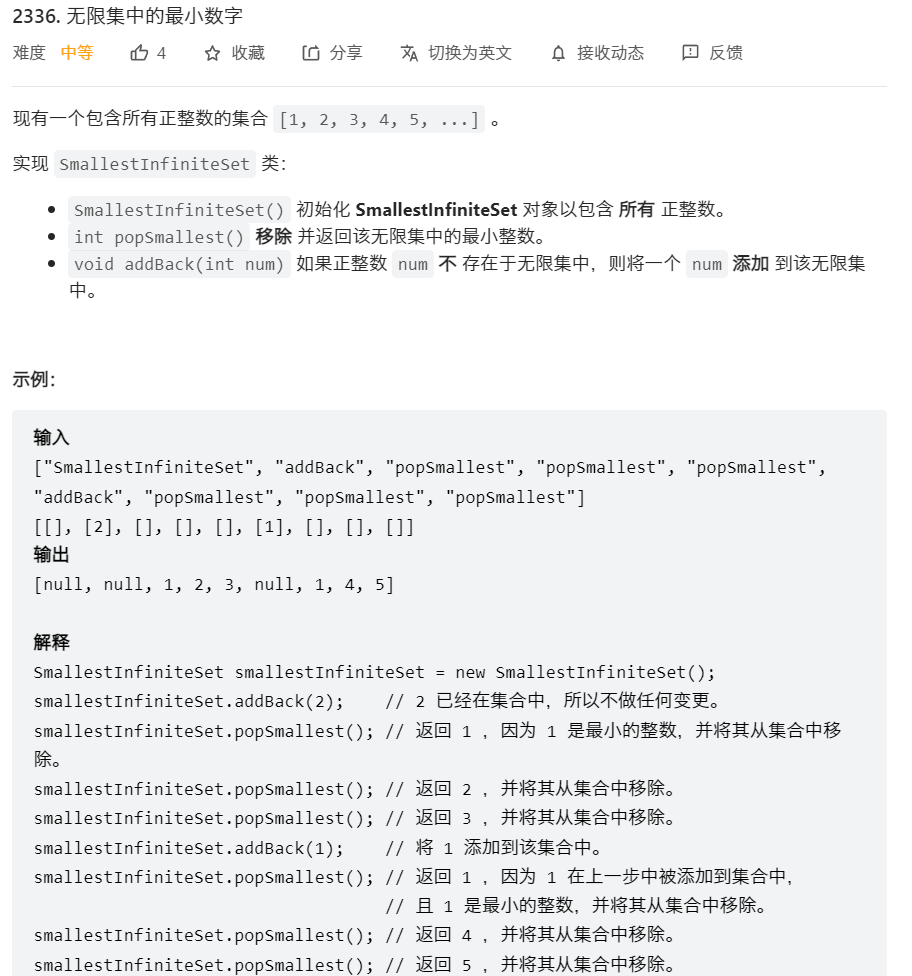 2336. 无限集中的最小数字
难度 中等 4 收藏 分享 切换为英文 接收动态 反馈
现有一个包含所有正整数的集合 [1, 2, 3, 4, 5, ...] 。
实现 SmallestInfiniteSet 类：
• SmallestInfiniteSet() 初始化 SmallestInfiniteSet 对象以包含 所有 正整数。
• int popSmallest() 移除 并返回该无限集中的最小整数。
• void addBack(int num) 如果正整数 num 不 存在于无限集中，则将一个 num 添加 到该无限集
中。
示例：
输入
["SmallestInfiniteSet", "addBack", "popSmallest", "popSmallest", "popSmallest",
"addBack", "popSmallest", "popSmallest", "popSmallest"]
[[], [2], [], [], [], [1], [], [], []]
输出
[null, null, 1, 2, 3, null, 1, 4, 5]
解释
SmallestInfiniteSet smallestInfiniteSet = new SmallestInfiniteSet();
smallestInfiniteSet.addBack(2); // 2 已经在集合中，所以不做任何变更。
smallestInfiniteSet.popSmallest(); // 返回 1 ，因为 1 是最小的整数，并将其从集合中移
除。
smallestInfiniteSet.popSmallest(); // 返回 2 ，并将其从集合中移除。
smallestInfiniteSet.popSmallest(); // 返回 3 ，并将其从集合中移除。
smallestInfiniteSet.addBack(1); // 将 1 添加到该集合中。
smallestInfiniteSet.popSmallest(); // 返回 1 ，因为 1 在上一步中被添加到集合中，
// 且 1 是最小的整数，并将其从集合中移除。
smallestInfiniteSet.popSmallest(); // 返回 4 ，并将其从集合中移除。
smallestInfiniteSet.popSmallest(); // 返回 5 ，并将其从集合中移除。